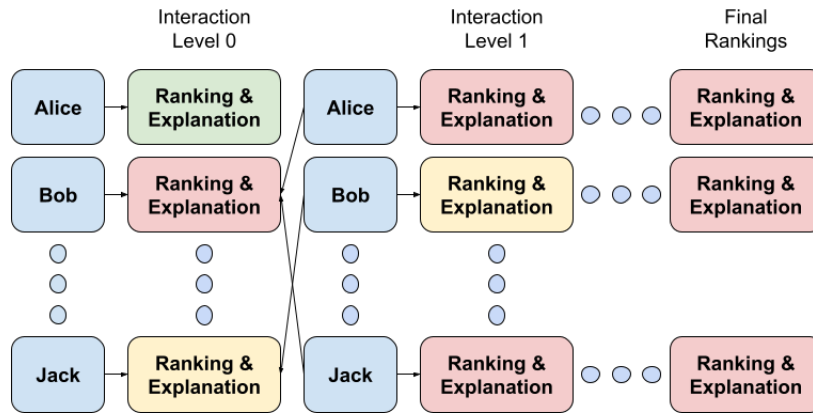 Interaction
Level 0
Interaction
Level 1
Final
Rankings
Alice
Ranking &
Explanation
Alice
Ranking &
Explanation
Ranking &
Explanation
Bob
Ranking &
Explanation
Bob
Ranking &
Explanation
Ranking &
Explanation
Jack
Ranking &
Explanation
Jack
Ranking &
Explanation
Ranking &
Explanation